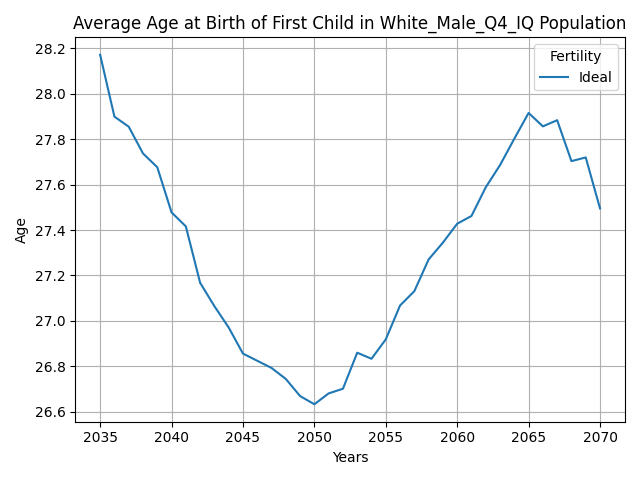 Average Age at Birth of First Child in White_Male_Q4_IQ Population
Fertility
Ideal
28.2
28.0
27.8
27.6
27.4
27.2
27.0
26.8
26.6
Age
2035 2040 2045 2050 2055 2060 2065 2070
Years